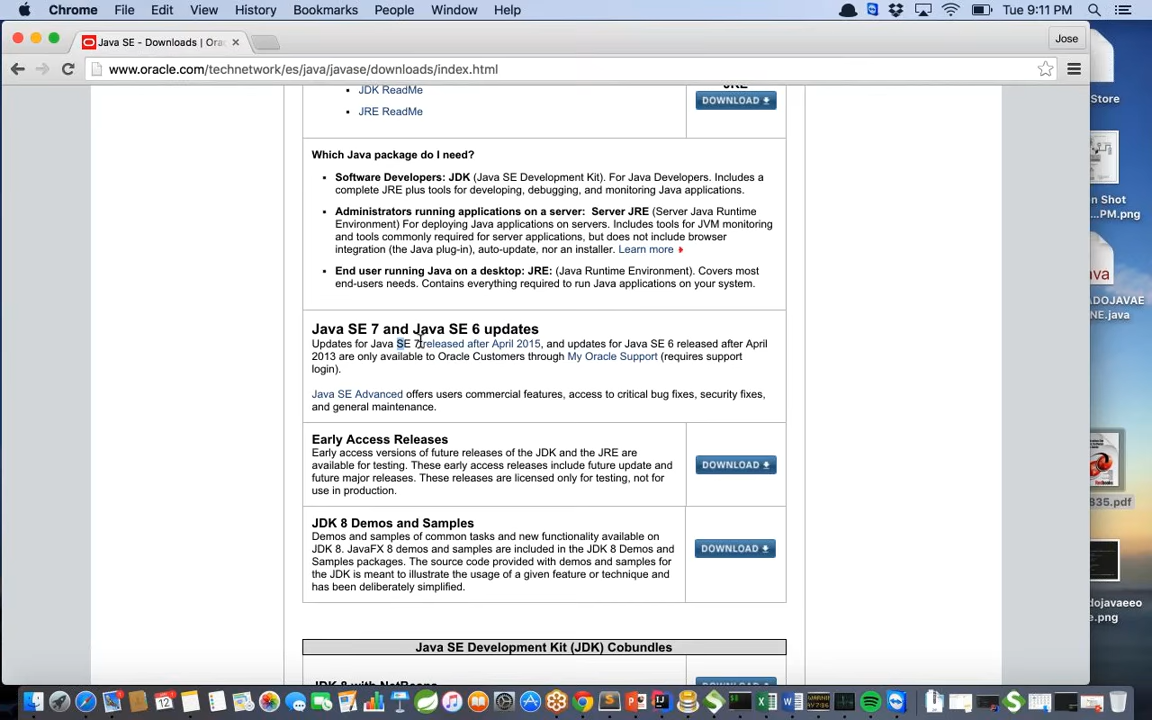 Chrome File Edit View History Bookmarks People Window Help Tue 9:11 PM
Java SE - Downloads | Ora
Jose
www.oracle.com/technetwork/es/java/javase/downloads/index.html
Store
JDK ReadMe
JRE
DOWNLOAD
JRE ReadMe
Which Java package do I need?
Software Developers: JDK (Java SE Development Kit). For Java Developers. Includes a
complete JRE plus tools for developing, debugging, and monitoring Java applications.
n Shot
...PM.png
Administrators running applications on a server: Server JRE (Server Java Runtime
Environment) For deploying Java applications on servers. Includes tools for JVM monitoring
and tools commonly required for server applications, but does not include browser
integration (the Java plug-in), auto-update, nor an installer. Learn more
End user running Java on a desktop: JRE: (Java Runtime Environment). Covers most
end-users needs. Contains everything required to run Java applications on your system.
ava
ADOJAVAE
NE.java
Java SE 7 and Java SE 6 updates
Updates for Java SE 7 released after April 2015, and updates for Java SE 6 released after April
2013 are only available to Oracle Customers through My Oracle Support (requires support
login).
Java SE Advanced offers users commercial features, access to critical bug fixes, security fixes,
and general maintenance.
Early Access Releases
Early access versions of future releases of the JDK and the JRE are
available for testing. These early access releases include future update and
future major releases. These releases are licensed only for testing, not for
use in production.
DOWNLOAD
835.pdf
JDK 8 Demos and Samples
Demos and samples of common tasks and new functionality available on
JDK 8. JavaFX 8 demos and samples are included in the JDK 8 Demos and
Samples packages. The source code provided with demos and samples for
the JDK is meant to illustrate the usage of a given feature or technique and
has been deliberately simplified.
DOWNLOAD
dojavaeeo
e.png
Java SE Development Kit (JDK) Cobundles
JDK 8 with NetBeans